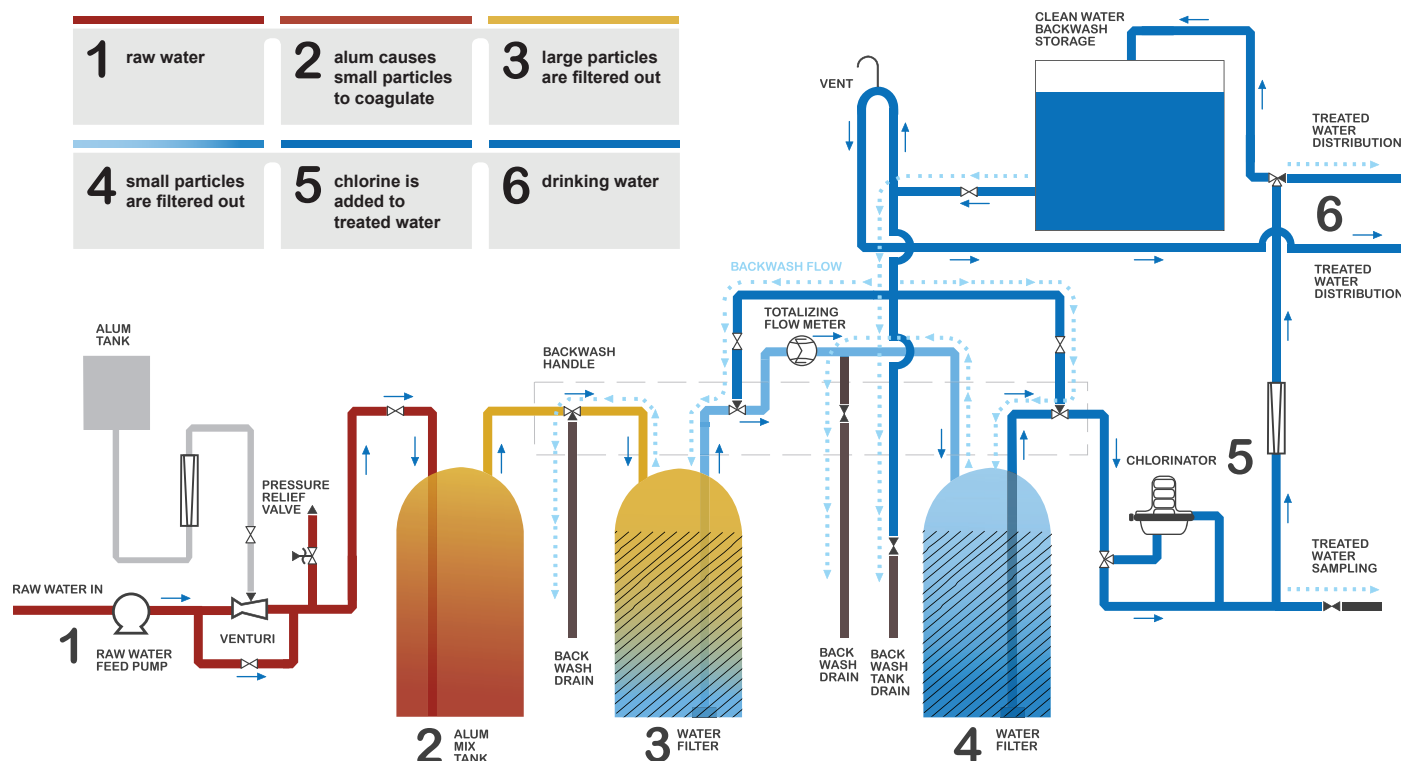 1
raw water
2
alum causes
small particles
to coagulate
3
large particles
are filtered out
4
small particles
are filtered out
5
chlorine is
added to
treated water
6
drinking water
CLEAN WATER
BACKWASH
STORAGE
VENT
TREATED
WATER
DISTRIBUTION
6
TREATED
WATER
DISTRIBUTION
BACKWASH FLOW
TOTALIZING
FLOW METER
ALUM
TANK
BACKWASH
HANDLE
CHLORINATOR
5
PRESSURE
RELIEF
VALVE
TREATED
WATER
SAMPLING
RAW WATER IN
1
RAW WATER
FEED PUMP
VENTURI
BACK
WASH
DRAIN
BACK
WASH
DRAIN
BACK
WASH
TANK
DRAIN
2
ALUM
MIX
TANK
3
WATER
FILTER
4
WATER
FILTER